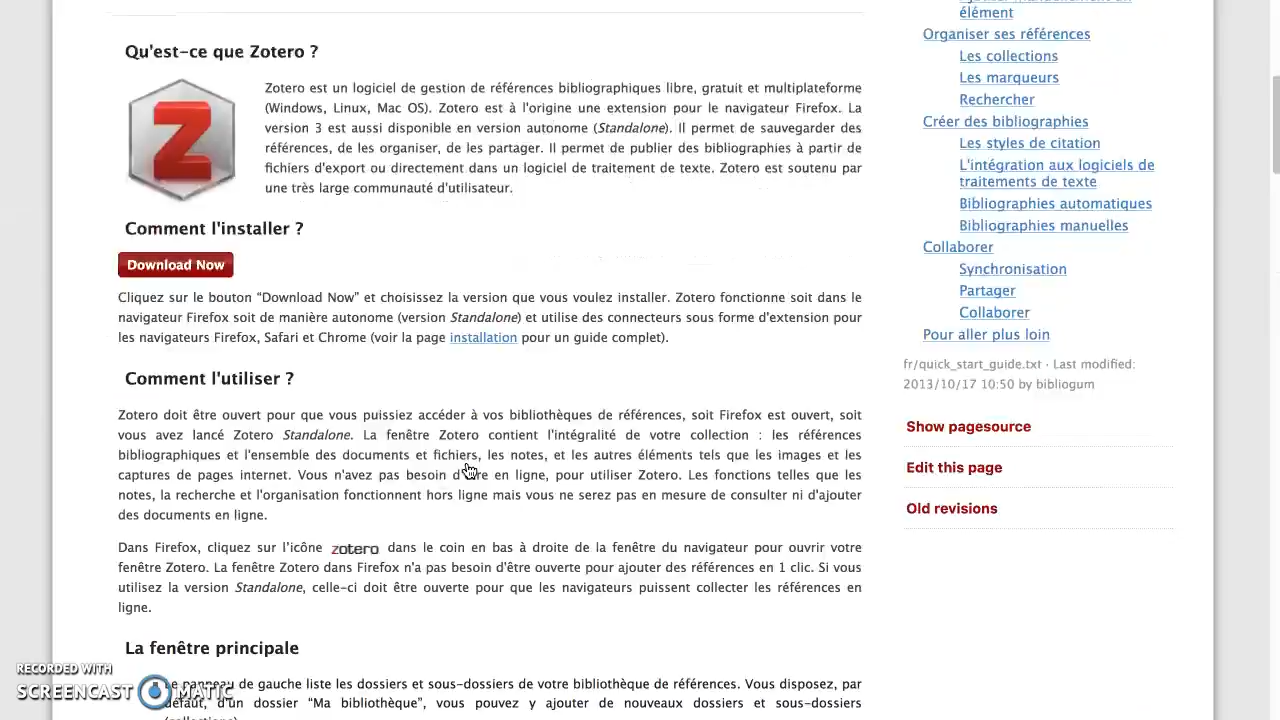 Qu'est-ce que Zotero ?
Zotero est un logiciel de gestion de références bibliographiques libre, gratuit et multiplateforme
(Windows, Linux, Mac OS). Zotero est à l'origine une extension pour le navigateur Firefox. La
version 3 est aussi disponible en version autonome (Standalone). Il permet de sauvegarder des
références, de les organiser, de les partager. Il permet de publier des bibliographies à partir de
fichiers d'export ou directement dans un logiciel de traitement de texte. Zotero est soutenu par
une très large communauté d'utilisateur.
Comment l'installer ?
Download Now
Cliquez sur le bouton “Download Now” et choisissez la version que vous voulez installer. Zotero fonctionne soit dans le
navigateur Firefox soit de manière autonome (version Standalone) et utilise des connecteurs sous forme d'extension pour
les navigateurs Firefox, Safari et Chrome (voir la page installation pour un guide complet).
Comment l'utiliser ?
Zotero doit être ouvert pour que vous puissiez accéder à vos bibliothèques de références, soit Firefox est ouvert, soit
vous avez lancé Zotero Standalone. La fenêtre Zotero contient l'intégralité de votre collection : les références
bibliographiques et l'ensemble des documents et fichiers, les notes, et les autres éléments tels que les images et les
captures de pages internet. Vous n'avez pas besoin d'être en ligne, pour utiliser Zotero. Les fonctions telles que les
notes, la recherche et l'organisation fonctionnent hors ligne mais vous ne serez pas en mesure de consulter ni d'ajouter
des documents en ligne.
Dans Firefox, cliquez sur l'icône zotero dans le coin en bas à droite de la fenêtre du navigateur pour ouvrir votre
fenêtre Zotero. La fenêtre Zotero dans Firefox n'a pas besoin d'être ouverte pour ajouter des références en 1 clic. Si vous
utilisez la version Standalone, celle-ci doit être ouverte pour que les navigateurs puissent collecter les références en
ligne.
La fenêtre principale
panneau de gauche liste les dossiers et sous-dossiers de votre bibliothèque de références. Vous disposez, par
défaut, d'un dossier “Ma bibliothèque”, vous pouvez y ajouter de nouveaux dossiers et sous-dossiers
élément
Organiser ses références
Les collections
Les marqueurs
Rechercher
Créer des bibliographies
Les styles de citation
L'intégration aux logiciels de
traitements de texte
Bibliographies automatiques
Bibliographies manuelles
Collaborer
Synchronisation
Partager
Collaborer
Pour aller plus loin
fr/quick_start_guide.txt · Last modified:
2013/10/17 10:50 by bibliogum
Show pagesource
Edit this page
Old revisions
RECORDED WITH
SCREENCAST MATIC